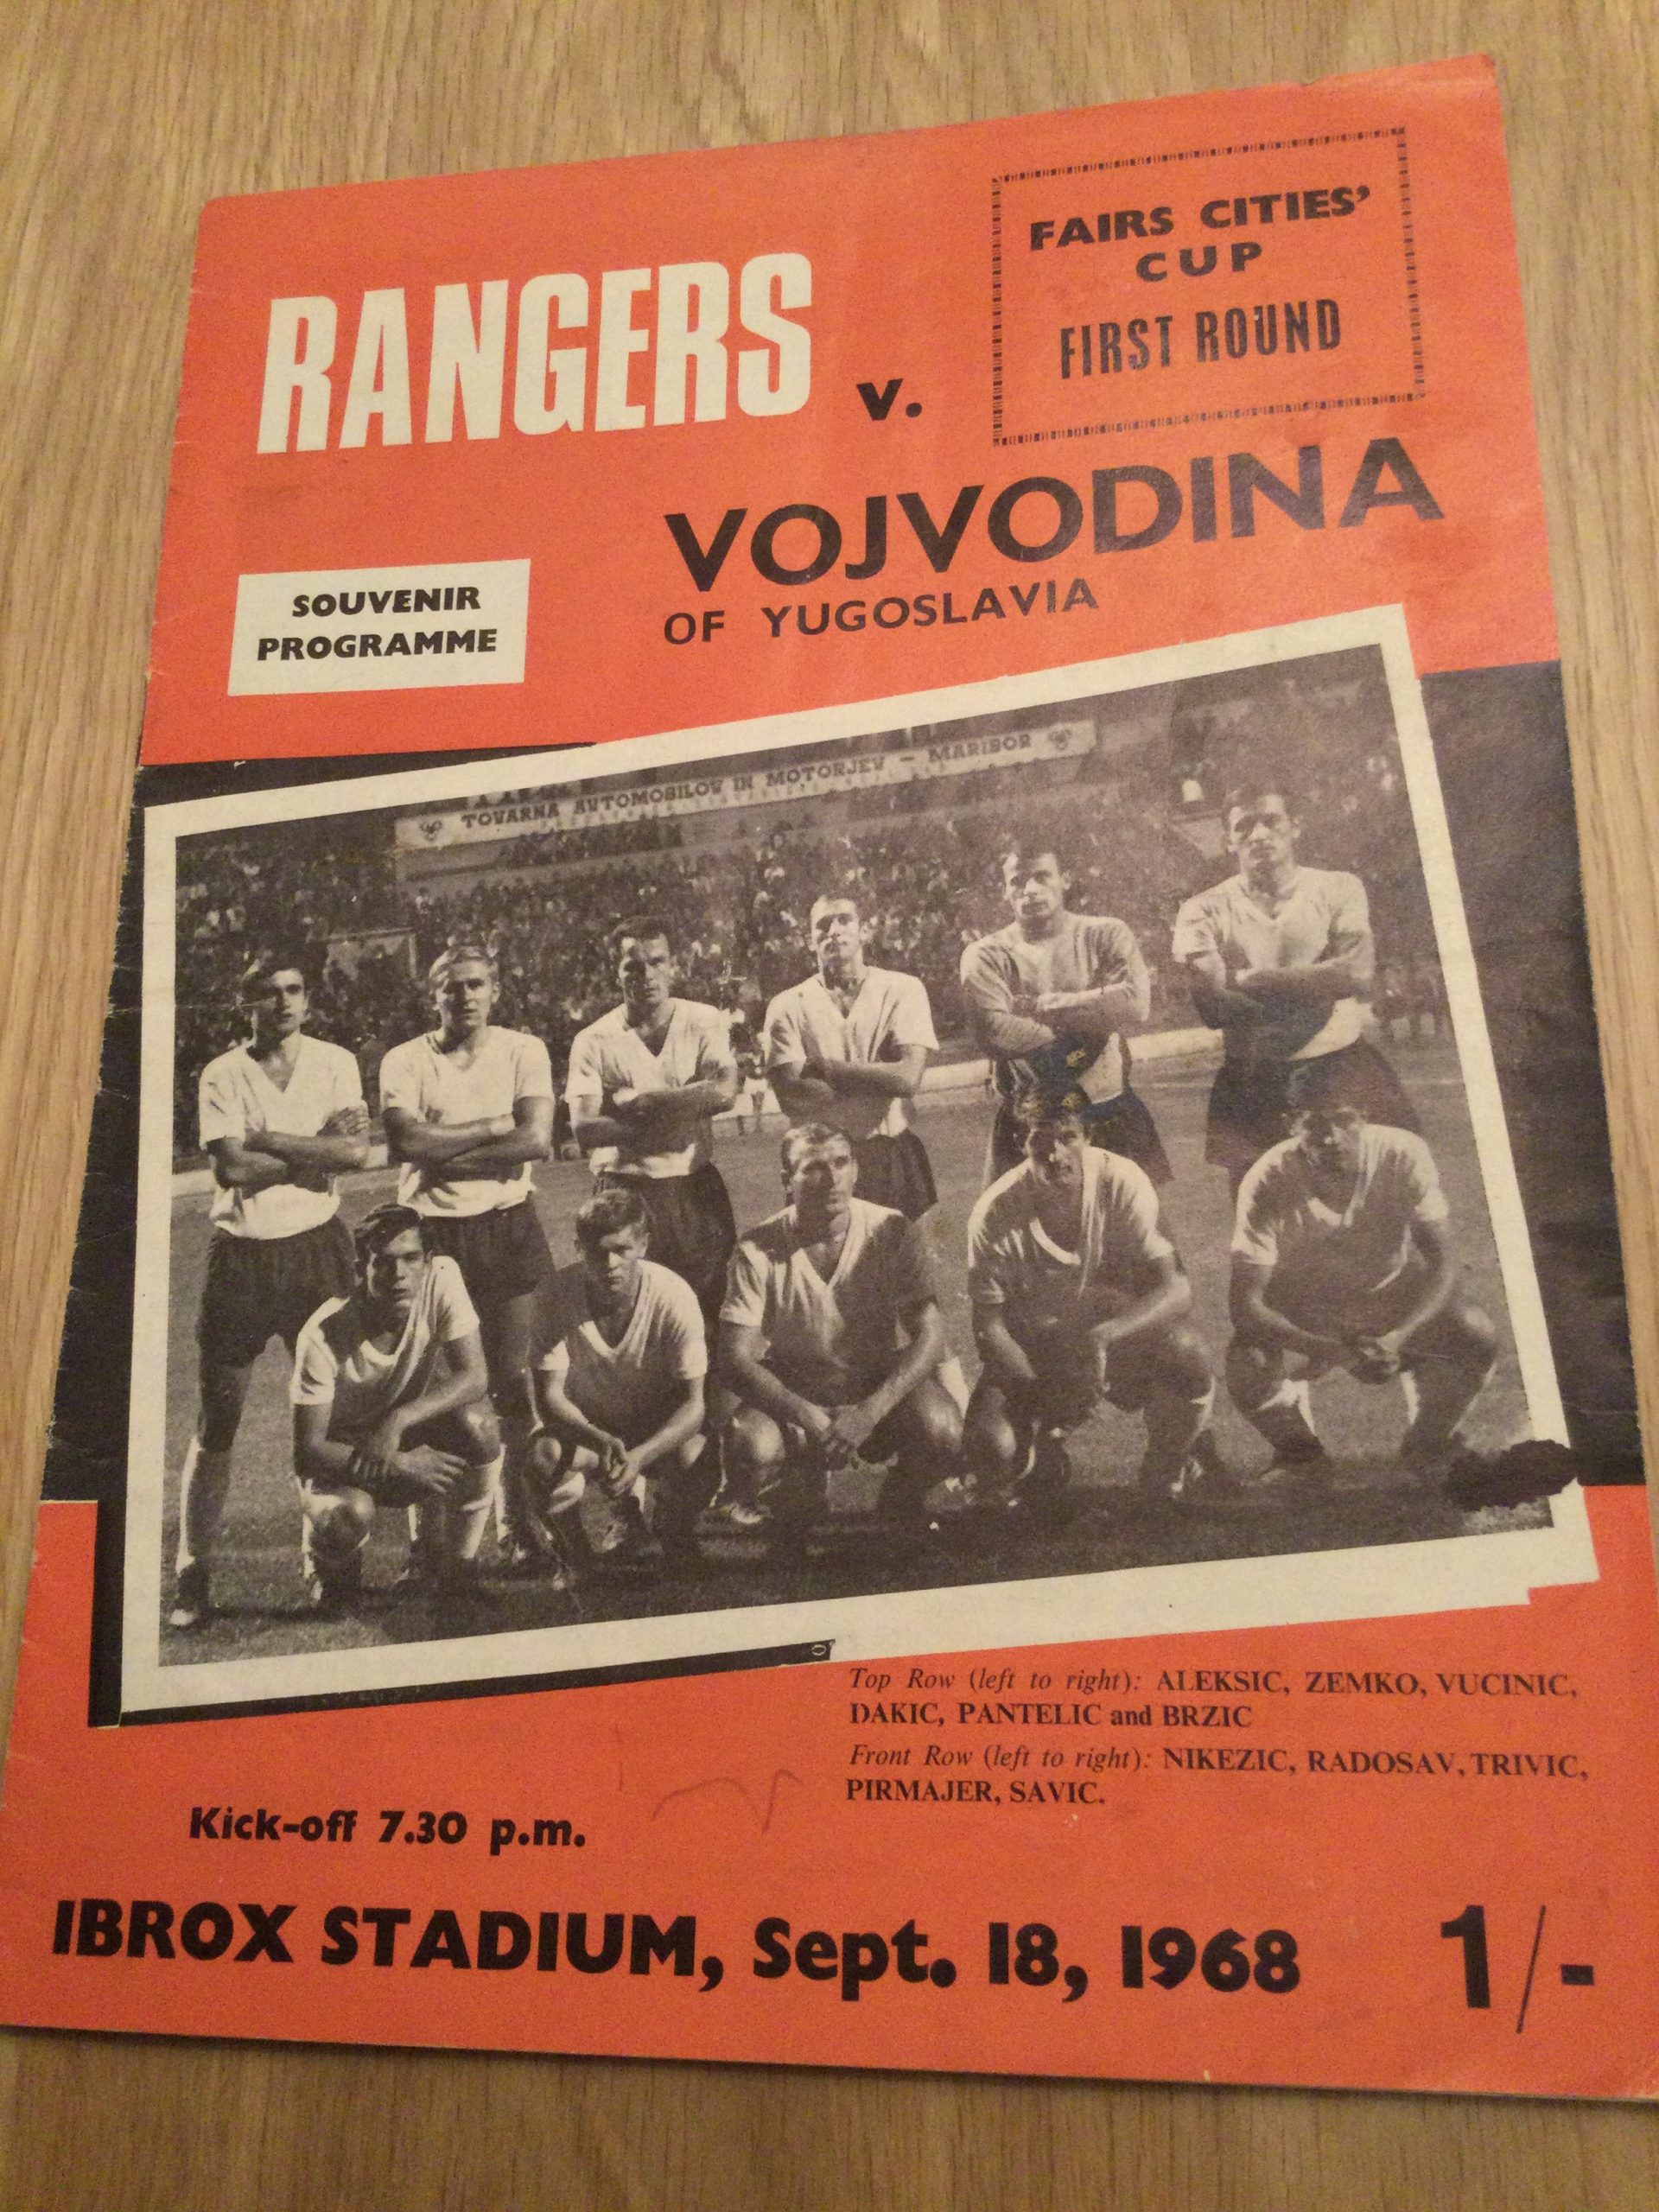 FAIRS CITIES'
CUP
FIRST ROUND
RANGERS v.
VOJVODINA
OF YUGOSLAVIA
SOUVENIR
PROGRAMME
TOVARNA AVTOMOBILOV IN MOTORJEV - MARIBOR
Top Row (left to right): ALEKSIC, ZEMKO, VUCINIC,
DAKIC, PANTELIC and BRZIC
Front Row (left to right): NIKEZIC, RADOSAV, TRIVIC,
PIRMAJER, SAVIC.
Kick-off 7.30 p.m.
IBROX STADIUM, Sept. 18, 1968 1/-